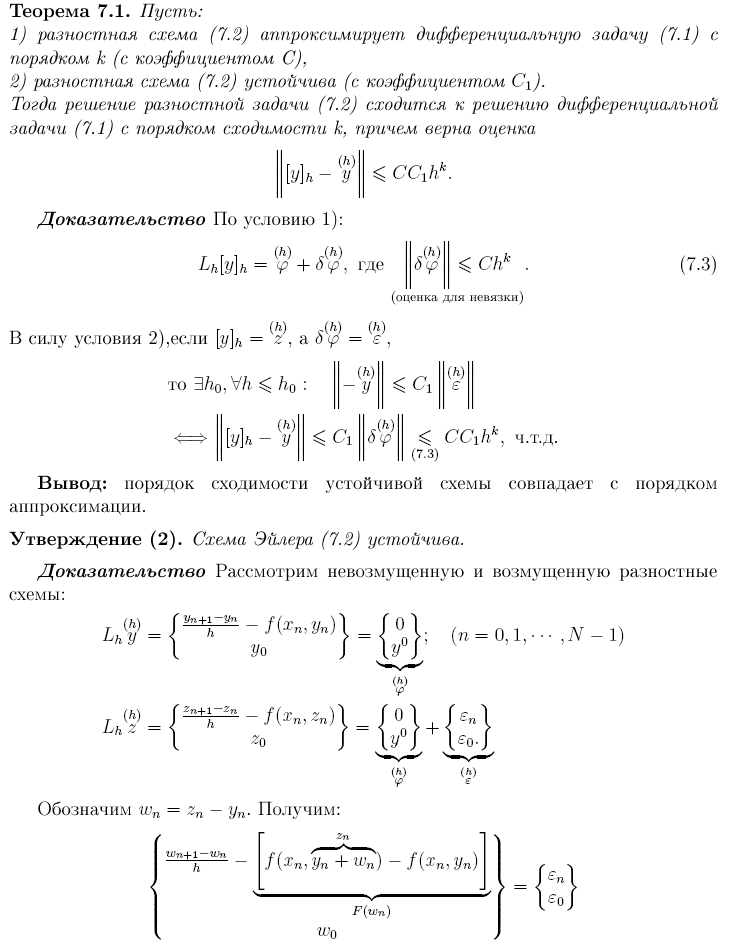 Теорема 7.1. Пусть:
1) разностная схема (7.2) аппроксимирует дифференциальную задачу (7.1) с
порядком k (с коэффициентом C),
2) разностная схема (7.2) устойчива (с коэффициентом C₁).
Тогда решение разностной задачи (7.2) сходится к решению дифференциальной
задачи (7.1) с порядком сходимости k, причем верна оценка
$$\left\| [y]_h - \overset{(h)}{y} \right\| \leqslant CC_1h^k.$$
Доказательство По условию 1):
$$L_h[y]_h = \overset{(h)}{\varphi} + \delta\overset{(h)}{\varphi}, \text{ где } \underset{(\text{оценка для невязки})}{\left\| \delta\overset{(h)}{\varphi} \right\| \leqslant Ch^k}. \quad (7.3)$$
В силу условия 2),если $[y]_h = \overset{(h)}{z}$, а $\delta\overset{(h)}{\varphi} = \overset{(h)}{\varepsilon}$,
$$\text{то } \exists h_0, \forall h \leqslant h_0 : \left\| -\overset{(h)}{y} \right\| \leqslant C_1 \left\| \overset{(h)}{\varepsilon} \right\|$$
$$\Longleftrightarrow \left\| [y]_h - \overset{(h)}{y} \right\| \leqslant C_1 \left\| \delta\overset{(h)}{\varphi} \right\| \underset{(7.3)}{\leqslant} CC_1h^k, \text{ ч.т.д.}$$
Вывод: порядок сходимости устойчивой схемы совпадает с порядком
аппроксимации.
Утверждение (2). Схема Эйлера (7.2) устойчива.
Доказательство Рассмотрим невозмущенную и возмущенную разностные
схемы:
$$L_h\overset{(h)}{y} = \begin{Bmatrix} \frac{y_{n+1}-y_n}{h} - f(x_n, y_n) \\ y_0 \end{Bmatrix} = \underbrace{\begin{Bmatrix} 0 \\ y^0 \end{Bmatrix}}_{\overset{(h)}{\varphi}}; \quad (n = 0, 1, \cdots, N-1)$$
$$L_h\overset{(h)}{z} = \begin{Bmatrix} \frac{z_{n+1}-z_n}{h} - f(x_n, z_n) \\ z_0 \end{Bmatrix} = \underbrace{\begin{Bmatrix} 0 \\ y^0 \end{Bmatrix}}_{\overset{(h)}{\varphi}} + \underbrace{\begin{Bmatrix} \varepsilon_n \\ \varepsilon_0. \end{Bmatrix}}_{\overset{(h)}{\varepsilon}}$$
Обозначим $w_n = z_n - y_n$. Получим:
$$\begin{Bmatrix} \frac{w_{n+1}-w_n}{h} - \underbrace{\left[ f(x_n, \overbrace{y_n + w_n}^{z_n}) - f(x_n, y_n) \right]}_{F(w_n)} \\ w_0 \end{Bmatrix} = \begin{Bmatrix} \varepsilon_n \\ \varepsilon_0 \end{Bmatrix}$$